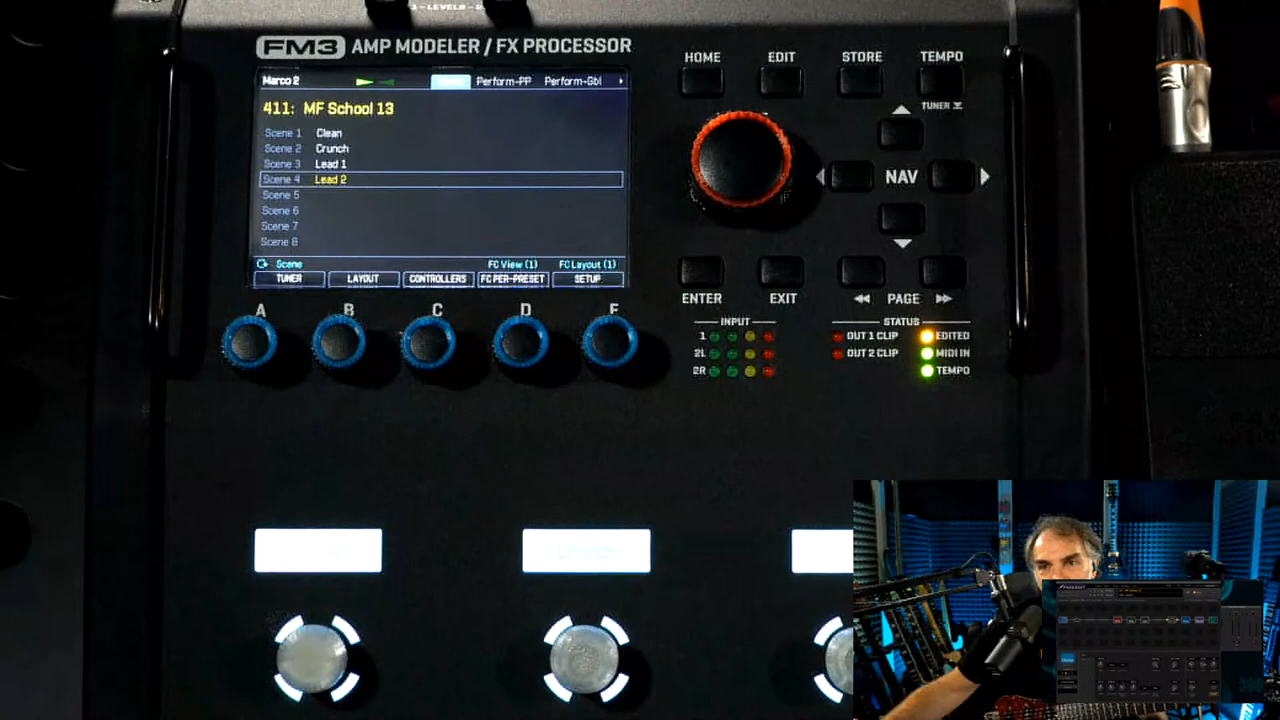 FM3 AMP MODELER / FX PROCESSOR
HOME EDIT STORE TEMPO
Marco 2 Perform-PP Perform-Gbl
TUNER
411: MF School 13
Scene 1 Clean
Scene 2 Crunch
Scene 3 Lead 1
NAV
Scene 4 Lead 2
Scene 5
Scene 6
Scene 7
Scene 8
Scene FC View (1) FC Layout (1)
TUNER LAYOUT CONTROLLERS FC PER-PRESET SETUP
ENTER EXIT PAGE
A B C D E
INPUT STATUS
1 OUT 1 CLIP EDITED
2L OUT 2 CLIP MIDI IN
2R TEMPO